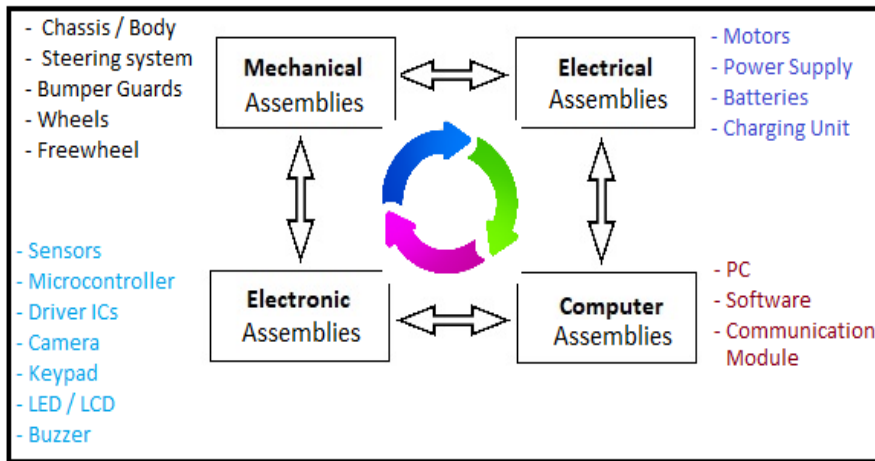 - Chassis / Body
- Steering system
- Bumper Guards
- Wheels
- Freewheel
Mechanical
Assemblies
Electrical
Assemblies
- Motors
- Power Supply
- Batteries
- Charging Unit
- Sensors
- Microcontroller
- Driver ICs
- Camera
- Keypad
- LED / LCD
- Buzzer
Electronic
Assemblies
Computer
Assemblies
- PC
- Software
- Communication
Module